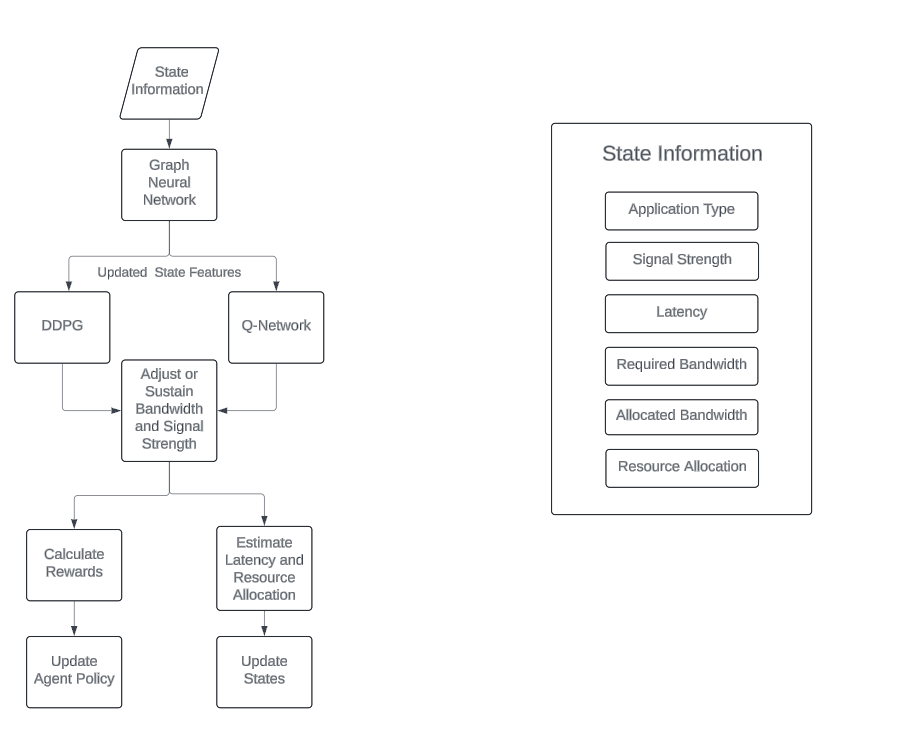 State
Information
Graph
Neural
Network
Updated State Features
DDPG
Q-Network
Adjust or
Sustain
Bandwidth
and Signal
Strength
Calculate
Rewards
Estimate
Latency and
Resource
Allocation
Update
Agent Policy
Update
States
State Information
Application Type
Signal Strength
Latency
Required Bandwidth
Allocated Bandwidth
Resource Allocation